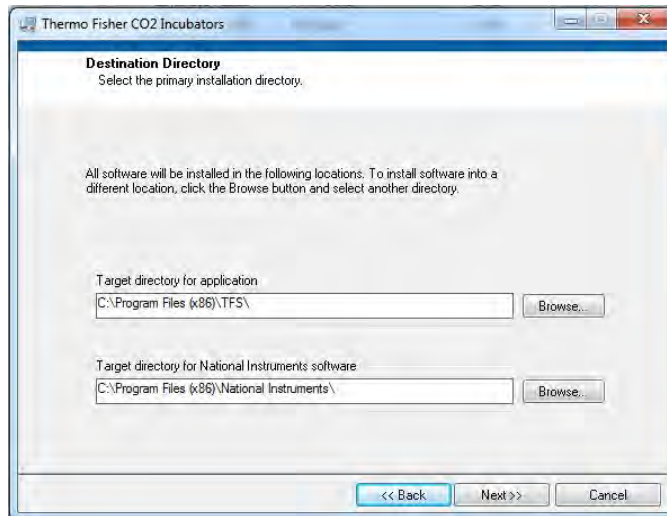 Thermo Fisher CO2 Incubators
Destination Directory
Select the primary installation directory.
All software will be installed in the following locations. To install software into a
different location, click the Browse button and select another directory.
Target directory for application
C:\Program Files (x86)\TFS\
Browse...
Target directory for National Instruments software
C:\Program Files (x86)\National Instruments\
Browse...
<< Back
Next >>
Cancel